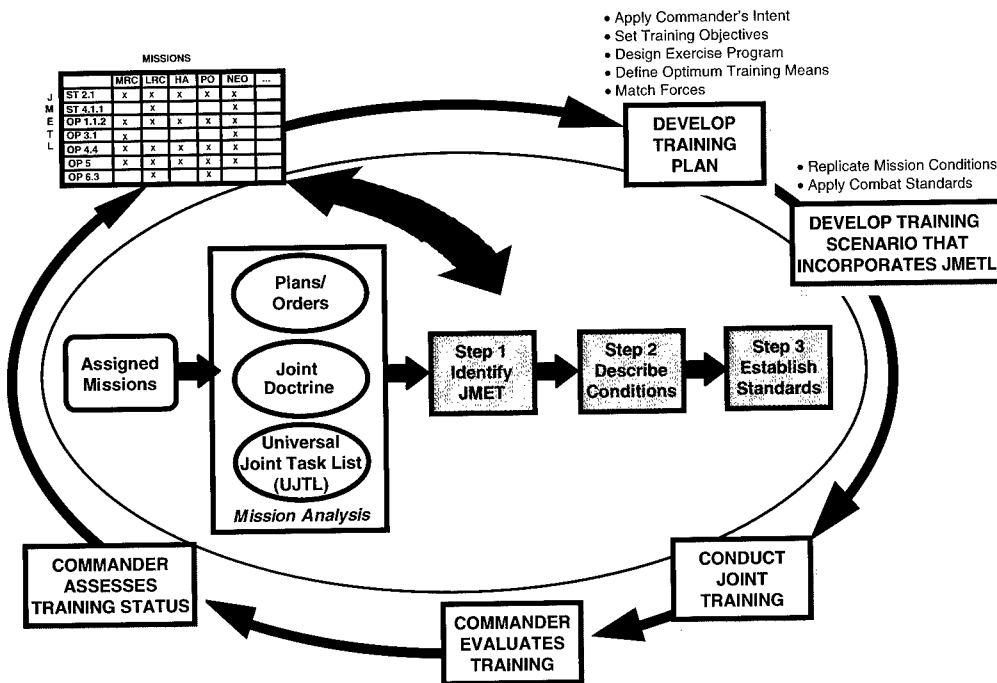 MISSIONS
MRC LRC HA PO NEO ...
J M E T L
ST 2.1 X X X X X
ST 4.1.1 X X
OP 1.1.2 X X X X X
OP 3.1 X X
OP 4.4 X X X X X
OP 5 X X X X X
OP 6.3 X X
• Apply Commander's Intent
• Set Training Objectives
• Design Exercise Program
• Define Optimum Training Means
• Match Forces
DEVELOP
TRAINING
PLAN
• Replicate Mission Conditions
• Apply Combat Standards
DEVELOP TRAINING
SCENARIO THAT
INCORPORATES JMETL
Assigned
Missions
Plans/
Orders
Joint
Doctrine
Universal
Joint Task List
(UJTL)
Mission Analysis
Step 1
Identify
JMET
Step 2
Describe
Conditions
Step 3
Establish
Standards
CONDUCT
JOINT
TRAINING
COMMANDER
EVALUATES
TRAINING
COMMANDER
ASSESSES
TRAINING STATUS